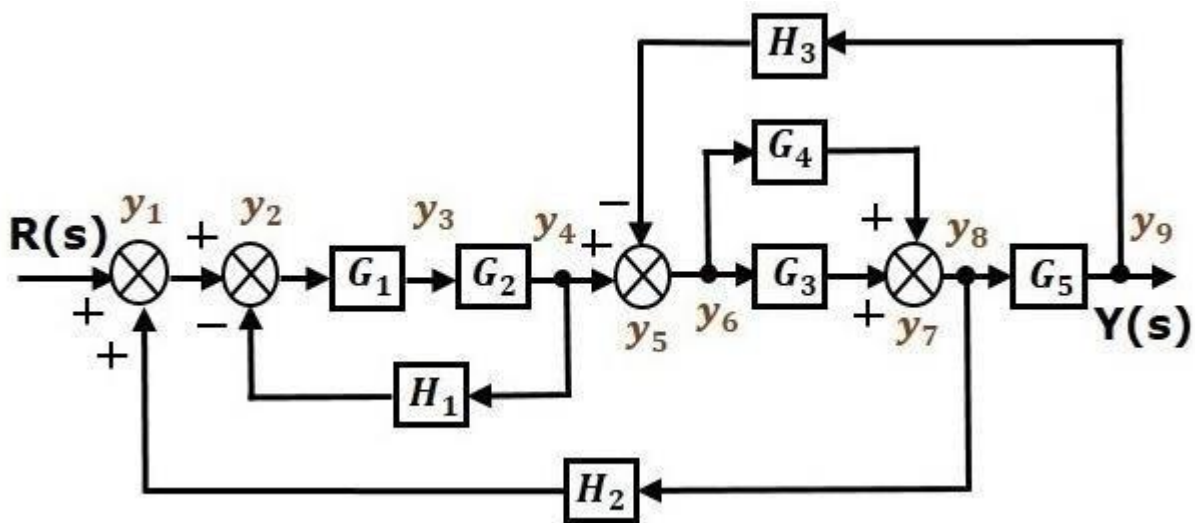 H₃
G₄
R(s)
y₁
y₂
y₃
y₄
y₅
y₆
y₇
y₈
y₉
Y(s)
+
+
+
−
G₁
G₂
−
+
G₃
+
+
G₅
H₁
H₂